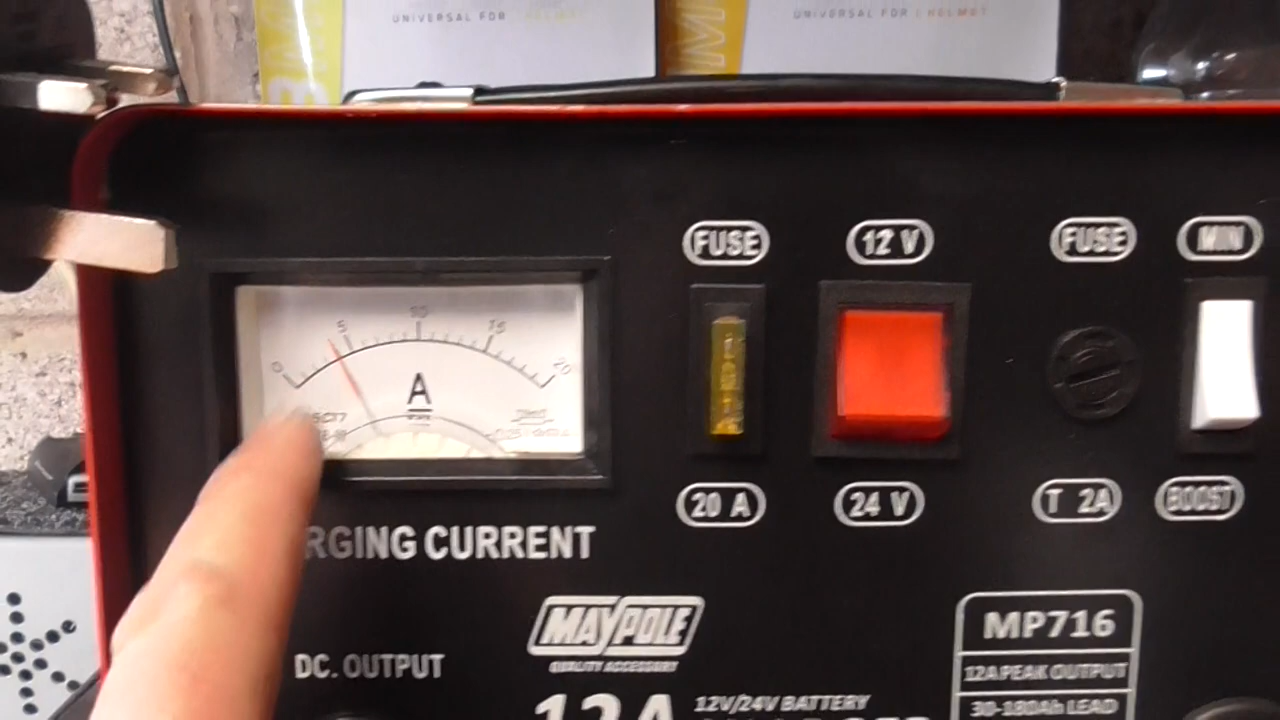 UNIVERSAL FOR HELMET
UNIVERSAL FOR HELMET
FUSE
12 V
FUSE
MIN
0 5 10 15 20
A
20 A
24 V
T 2A
BOOST
RGING CURRENT
MAYPOLE
QUALITY ACCESSORY
MP716
DC. OUTPUT
12A PEAK OUTPUT
12A
12V/24V BATTERY
30-180Ah LEAD